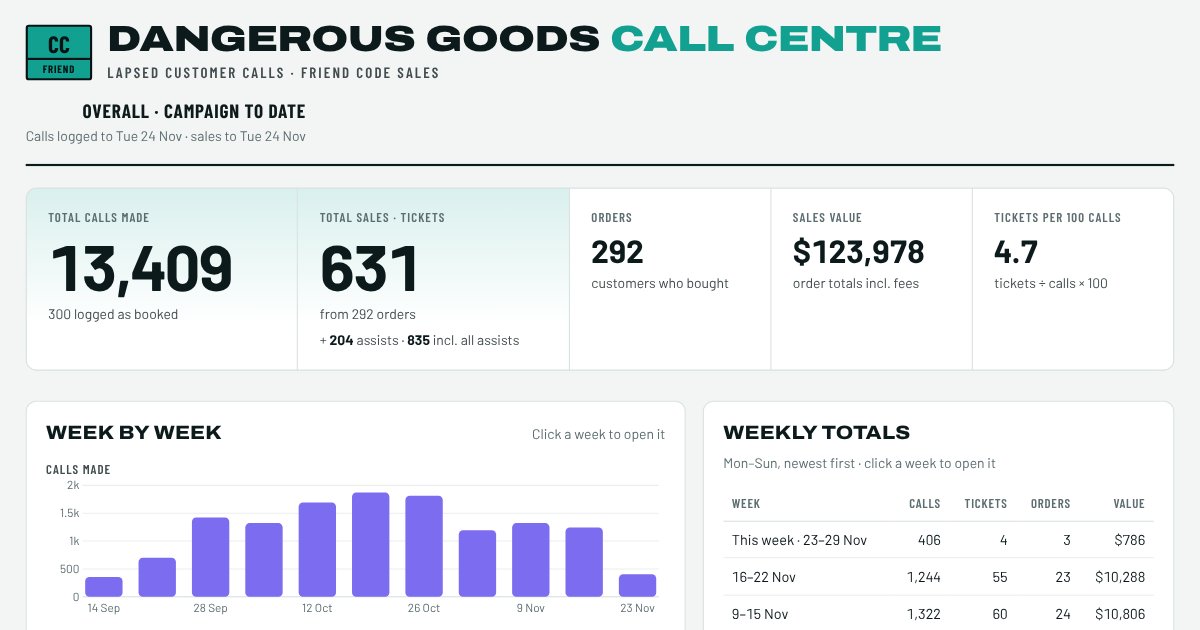 CC
FRIEND
DANGEROUS GOODS CALL CENTRE
LAPSED CUSTOMER CALLS · FRIEND CODE SALES
OVERALL · CAMPAIGN TO DATE
Calls logged to Tue 24 Nov · sales to Tue 24 Nov
TOTAL CALLS MADE
13,409
300 logged as booked
TOTAL SALES · TICKETS
631
from 292 orders
+ 204 assists · 835 incl. all assists
ORDERS
292
customers who bought
SALES VALUE
$123,978
order totals incl. fees
TICKETS PER 100 CALLS
4.7
tickets ÷ calls × 100
WEEK BY WEEK
Click a week to open it
CALLS MADE
2k
1.5k
1k
500
0
14 Sep 28 Sep 12 Oct 26 Oct 9 Nov 23 Nov
WEEKLY TOTALS
Mon–Sun, newest first · click a week to open it
WEEK CALLS TICKETS ORDERS VALUE
This week · 23–29 Nov 406 4 3 $786
16–22 Nov 1,244 55 23 $10,288
9–15 Nov 1,322 60 24 $10,806